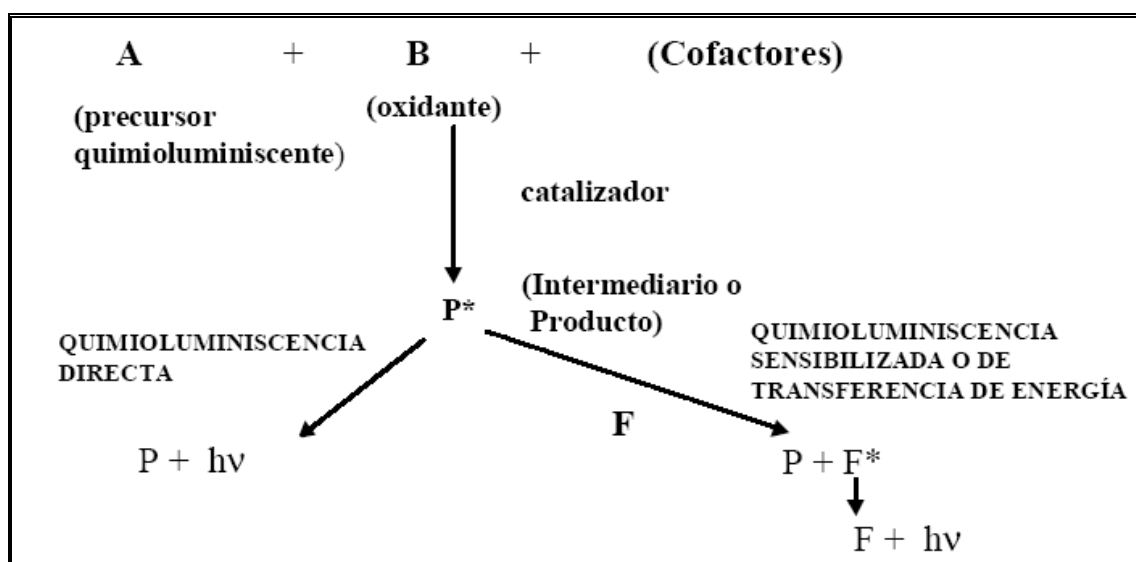 A + B + (Cofactores)
(precursor
quimioluminiscente)
(oxidante)
catalizador
P*
(Intermediario o
Producto)
QUIMIOLUMINISCENCIA
DIRECTA
QUIMIOLUMINISCENCIA
SENSIBILIZADA O DE
TRANSFERENCIA DE ENERGÍA
F
P + hν
P + F*
F + hν